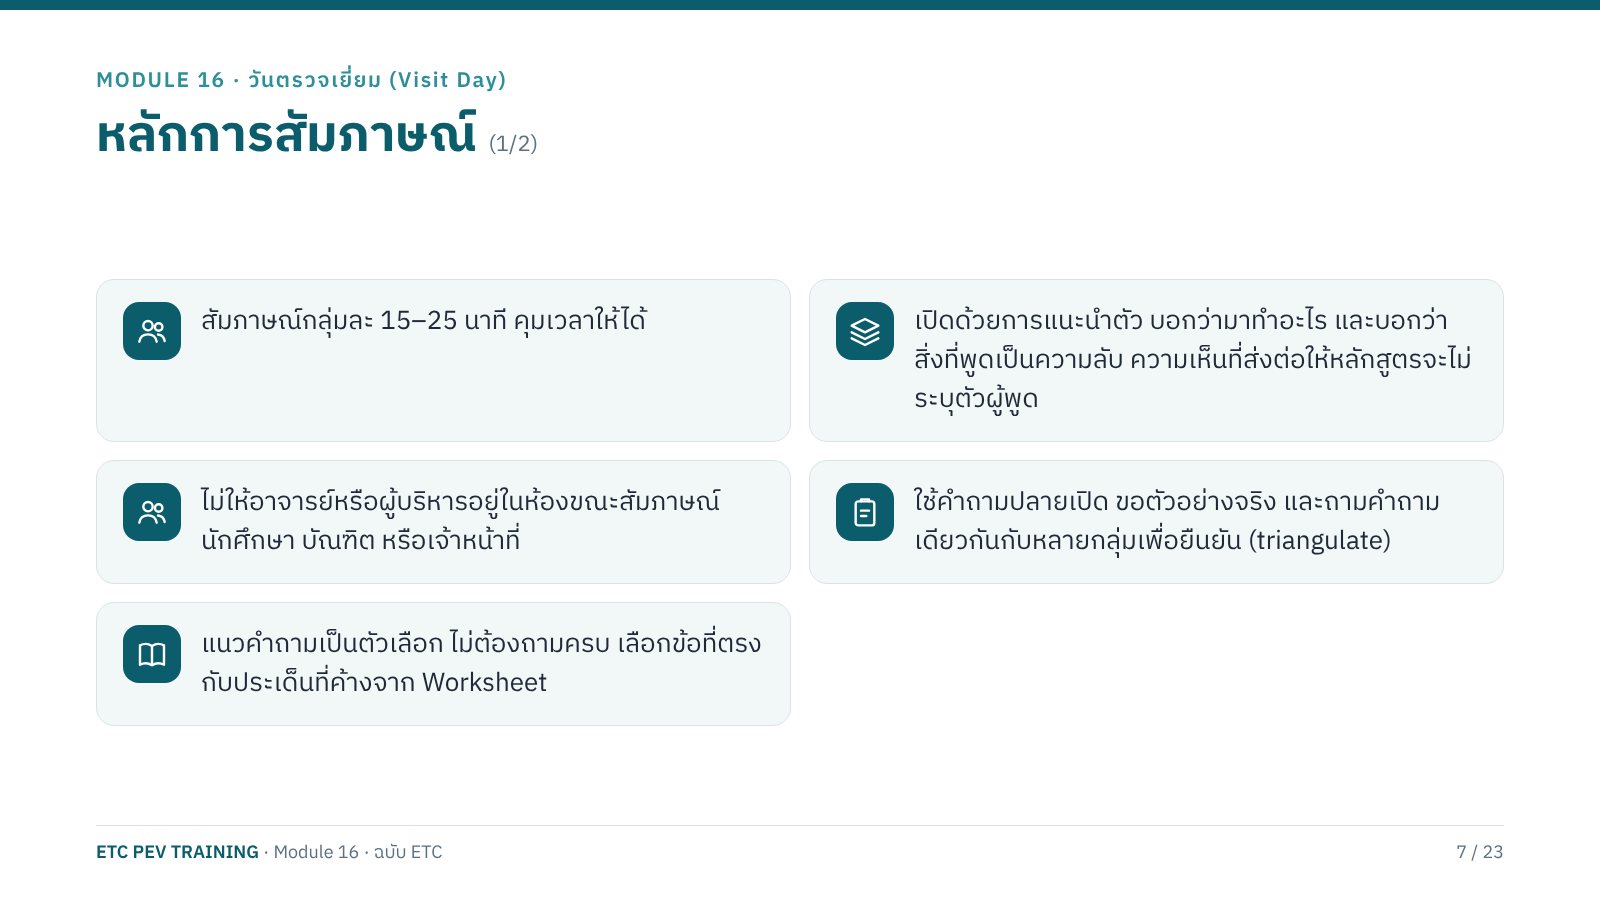 MODULE 16 · วันตรวจเยี่ยม (Visit Day)
หลักการสัมภาษณ์ (1/2)
สัมภาษณ์กลุ่มละ 15–25 นาที คุมเวลาให้ได้
เปิดด้วยการแนะนำตัว บอกว่ามาทำอะไร และบอกว่า
สิ่งที่พูดเป็นความลับ ความเห็นที่ส่งต่อให้หลักสูตรจะไม่
ระบุตัวผู้พูด
ไม่ให้อาจารย์หรือผู้บริหารอยู่ในห้องขณะสัมภาษณ์
นักศึกษา บัณฑิต หรือเจ้าหน้าที่
ใช้คำถามปลายเปิด ขอตัวอย่างจริง และถามคำถาม
เดียวกันกับหลายกลุ่มเพื่อยืนยัน (triangulate)
แนวคำถามเป็นตัวเลือก ไม่ต้องถามครบ เลือกข้อที่ตรง
กับประเด็นที่ค้างจาก Worksheet
ETC PEV TRAINING · Module 16 · ฉบับ ETC
7 / 23